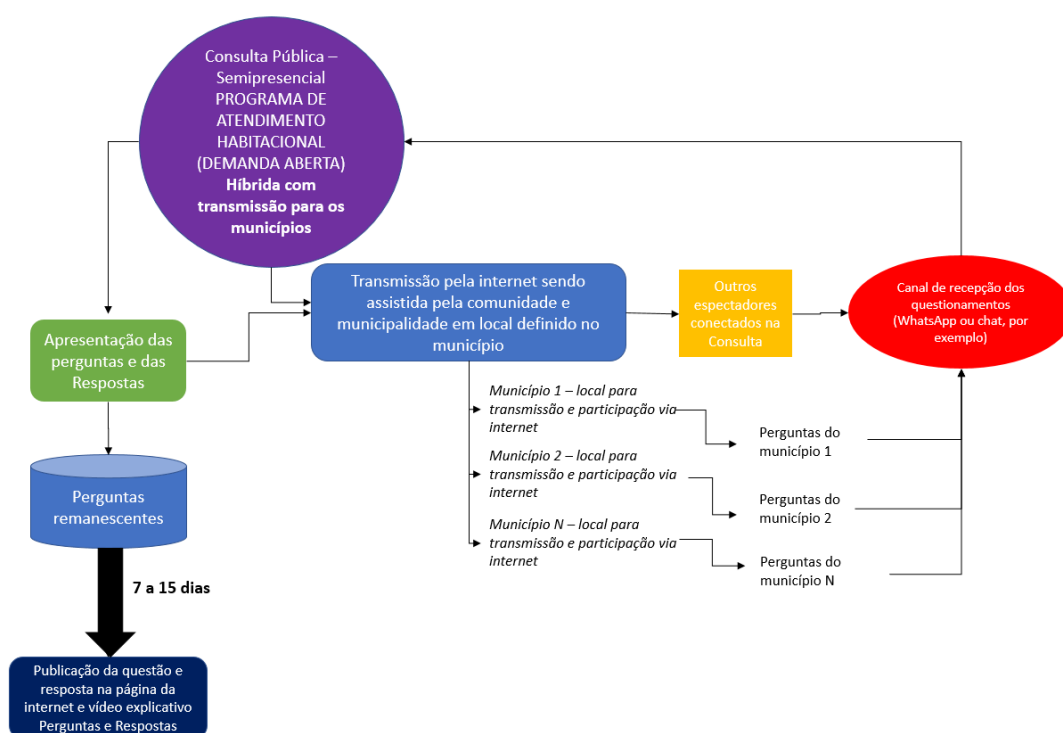 Consulta Pública –
Semipresencial
PROGRAMA DE
ATENDIMENTO
HABITACIONAL
(DEMANDA ABERTA)
Híbrida com
transmissão para os
municípios
Transmissão pela internet sendo
assistida pela comunidade e
municipalidade em local definido no
município
Outros
espectadores
conectados na
Consulta
Canal de recepção dos
questionamentos
(WhatsApp ou chat, por
exemplo)
Apresentação das
perguntas e das
Respostas
Município 1 – local para
transmissão e participação via
internet
Perguntas do
município 1
Município 2 – local para
transmissão e participação via
internet
Perguntas do
município 2
Município N – local para
transmissão e participação via
internet
Perguntas do
município N
Perguntas
remanescentes
7 a 15 dias
Publicação da questão e
resposta na página da
internet e vídeo explicativo
Perguntas e Respostas